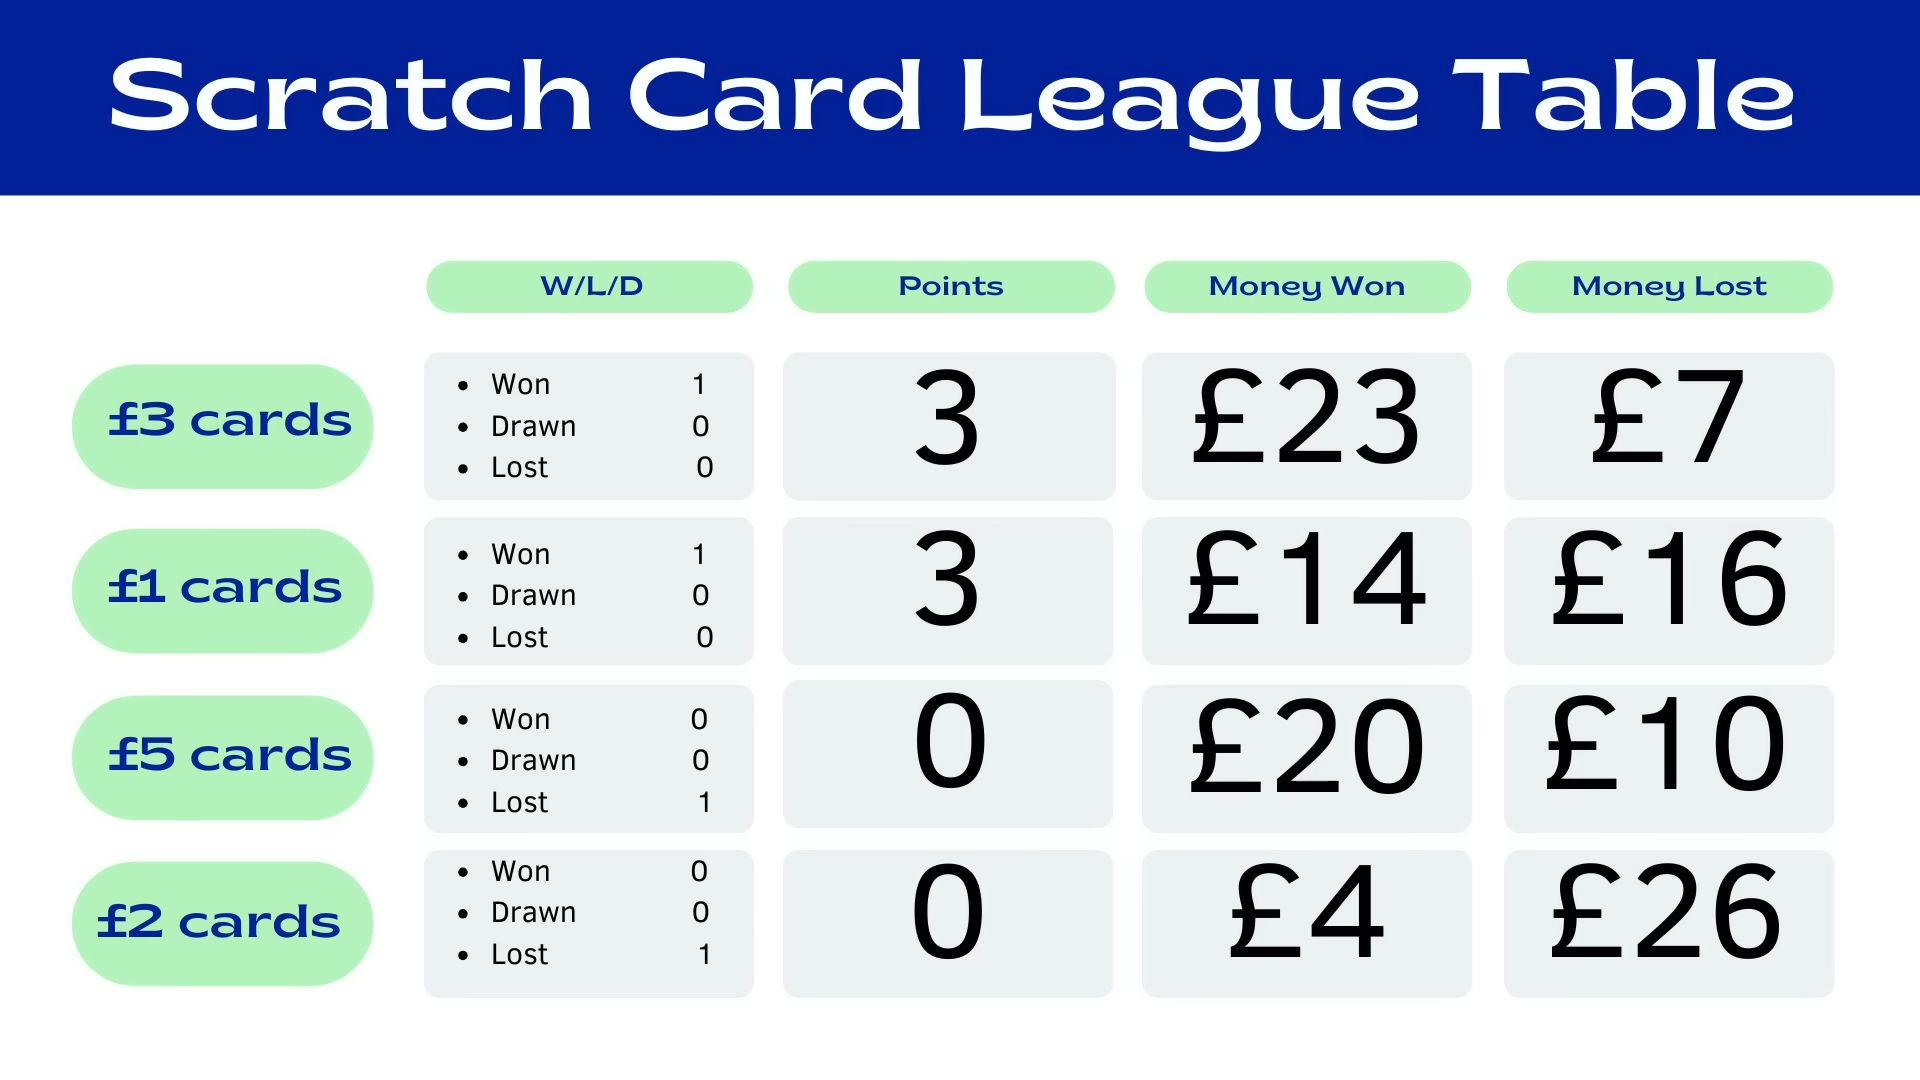 Scratch Card League Table
W/L/D Points Money Won Money Lost
£3 cards
• Won 1
• Drawn 0
• Lost 0
3 £23 £7
£1 cards
• Won 1
• Drawn 0
• Lost 0
3 £14 £16
£5 cards
• Won 0
• Drawn 0
• Lost 1
0 £20 £10
£2 cards
• Won 0
• Drawn 0
• Lost 1
0 £4 £26